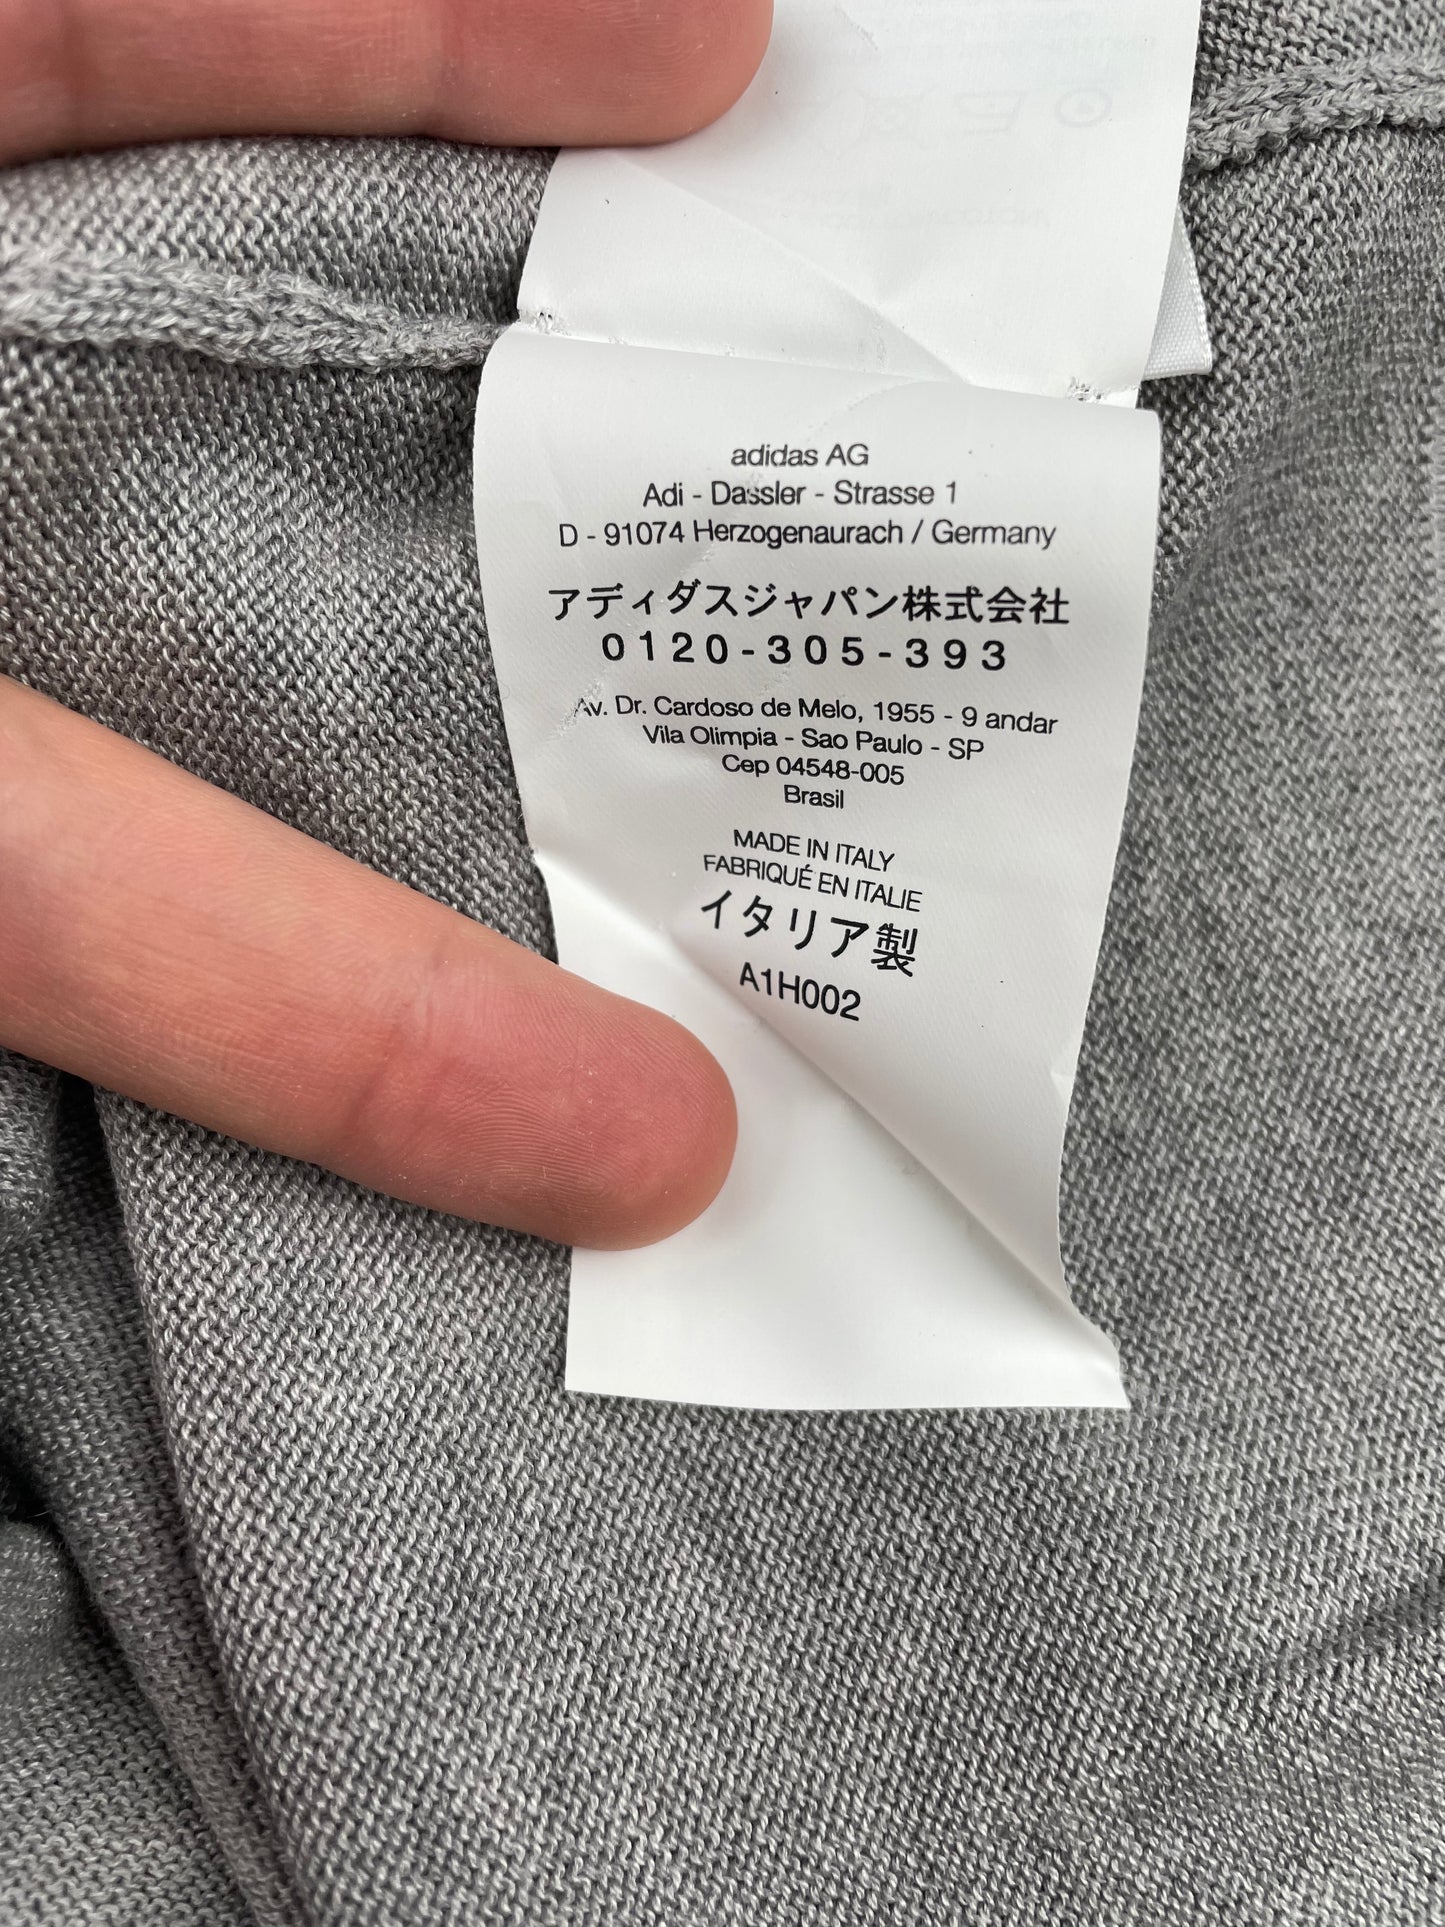 adidas AG
Adi - Dassler - Strasse 1
D - 91074 Herzogenaurach / Germany
アディダスジャパン株式会社
0120-305-393
Av. Dr. Cardoso de Melo, 1955 - 9 andar
Vila Olimpia - Sao Paulo - SP
Cep 04548-005
Brasil
MADE IN ITALY
FABRIQUÉ EN ITALIE
イタリア製
A1H002